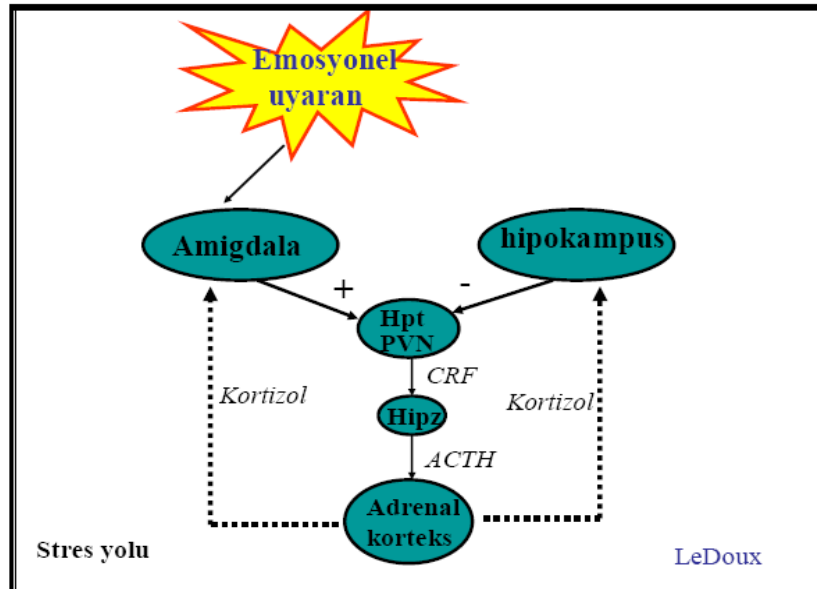 Emosyonel
uyaran
Amigdala
hipokampus
+
-
Hpt
PVN
CRF
Kortizol
Kortizol
Hipz
ACTH
Adrenal
korteks
Stres yolu
LeDoux